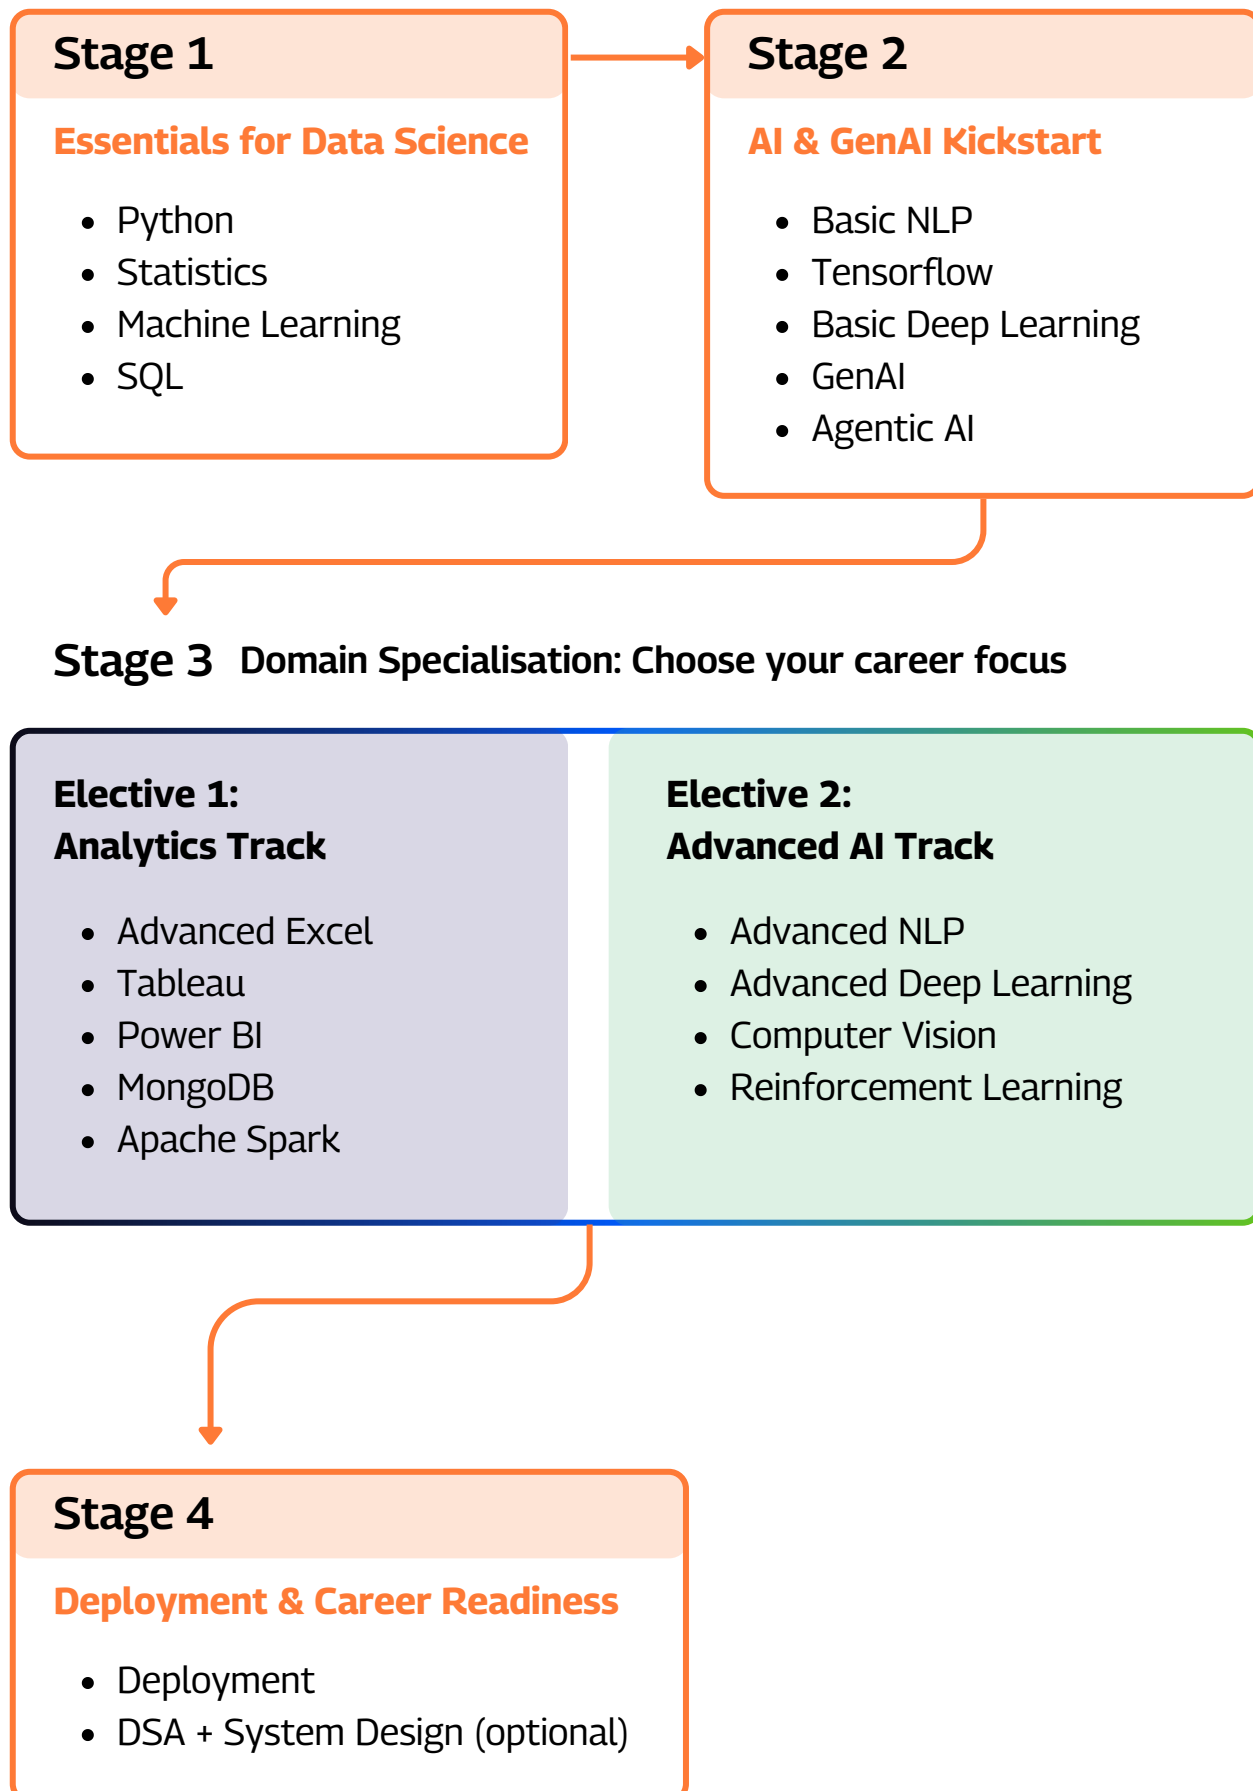 Stage 1
Essentials for Data Science
• Python
• Statistics
• Machine Learning
• SQL
Stage 2
AI & GenAI Kickstart
• Basic NLP
• Tensorflow
• Basic Deep Learning
• GenAI
• Agentic AI
Stage 3 Domain Specialisation: Choose your career focus
Elective 1:
Analytics Track
• Advanced Excel
• Tableau
• Power BI
• MongoDB
• Apache Spark
Elective 2:
Advanced AI Track
• Advanced NLP
• Advanced Deep Learning
• Computer Vision
• Reinforcement Learning
Stage 4
Deployment & Career Readiness
• Deployment
• DSA + System Design (optional)